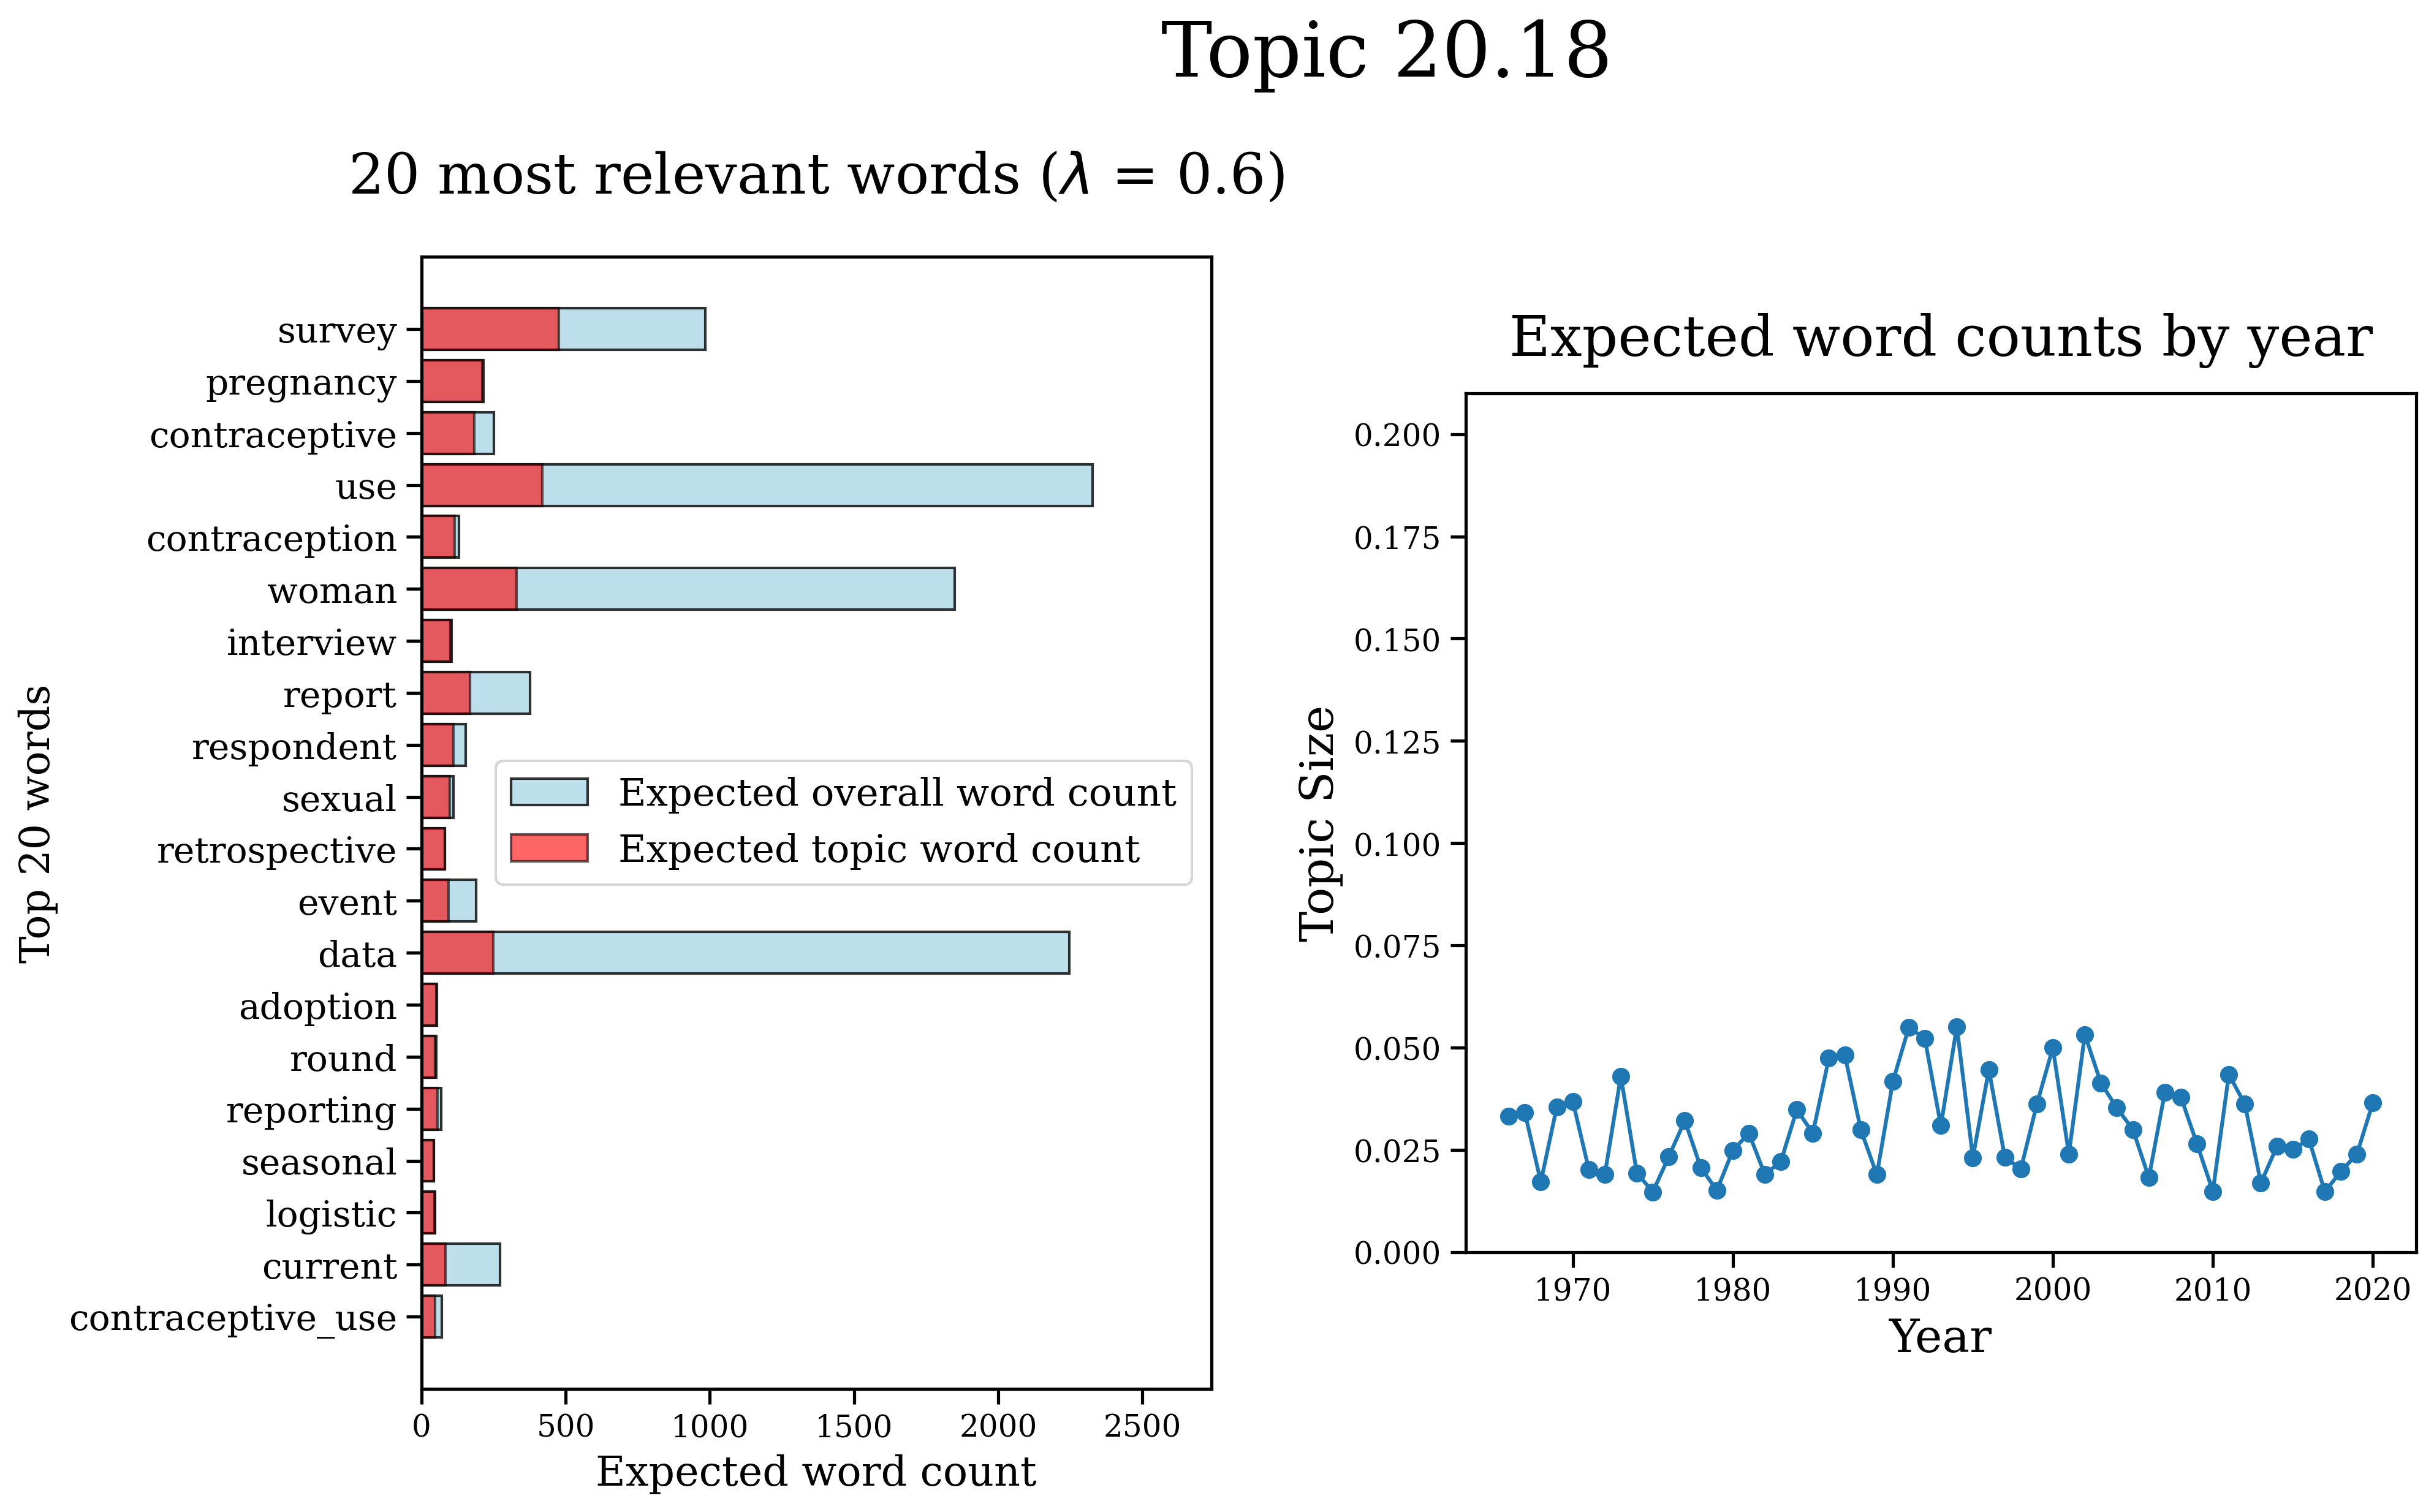 Topic 20.18
20 most relevant words (λ = 0.6)
Top 20 words
survey
pregnancy
contraceptive
use
contraception
woman
interview
report
respondent
sexual
retrospective
event
data
adoption
round
reporting
seasonal
logistic
current
contraceptive_use
Expected overall word count
Expected topic word count
0 500 1000 1500 2000 2500
Expected word count
Expected word counts by year
Topic Size
0.200
0.175
0.150
0.125
0.100
0.075
0.050
0.025
0.000
1970 1980 1990 2000 2010 2020
Year